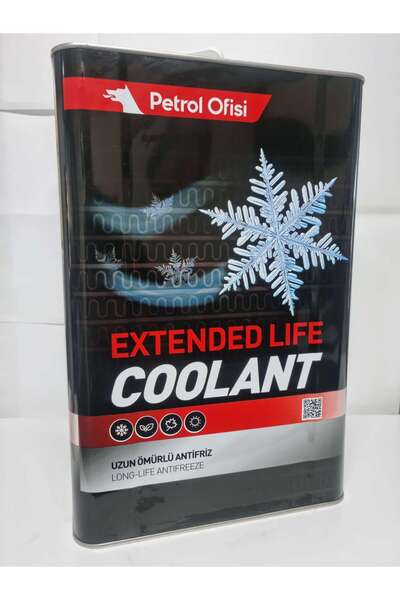 Petrol Ofisi
EXTENDED LIFE
COOLANT
UZUN ÖMÜRLÜ ANTİFRİZ
LONG-LIFE ANTIFREEZE